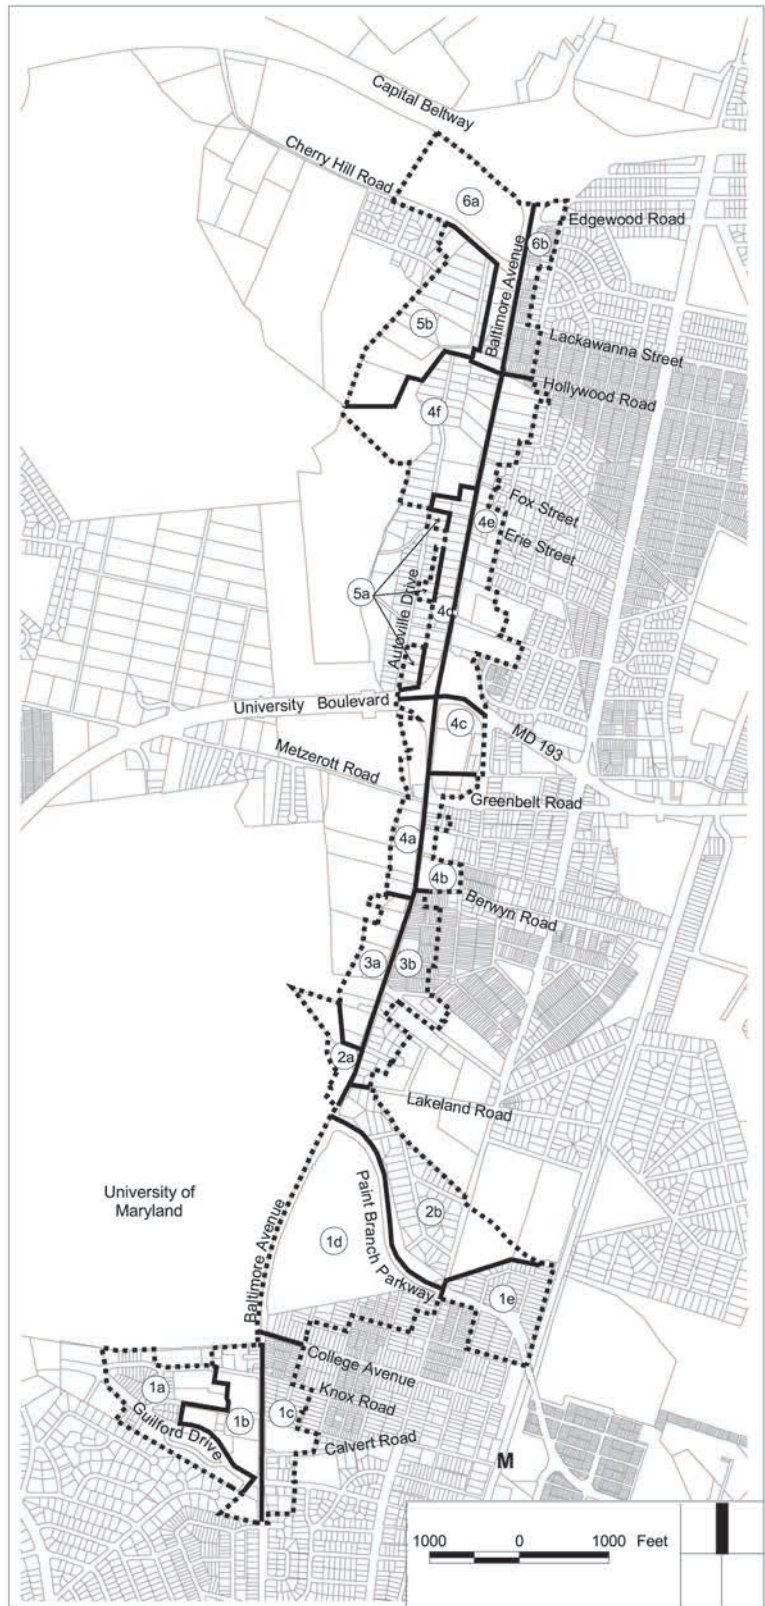 Capital Beltway
Cherry Hill Road
6a
Edgewood Road
6b
Baltimore Avenue
5b
Lackawanna Street
Hollywood Road
4f
Fox Street
4e
Erie Street
5a
Autoville Drive
4d
University Boulevard
4c
MD 193
Metzerott Road
Greenbelt Road
4a
4b
Berwyn Road
3a
3b
2a
Lakeland Road
University of
Maryland
Paint Branch Parkway
2b
1d
Baltimore Avenue
1e
College Avenue
1a
Knox Road
1b
1c
Guilford Drive
Calvert Road
M
1000 0 1000 Feet